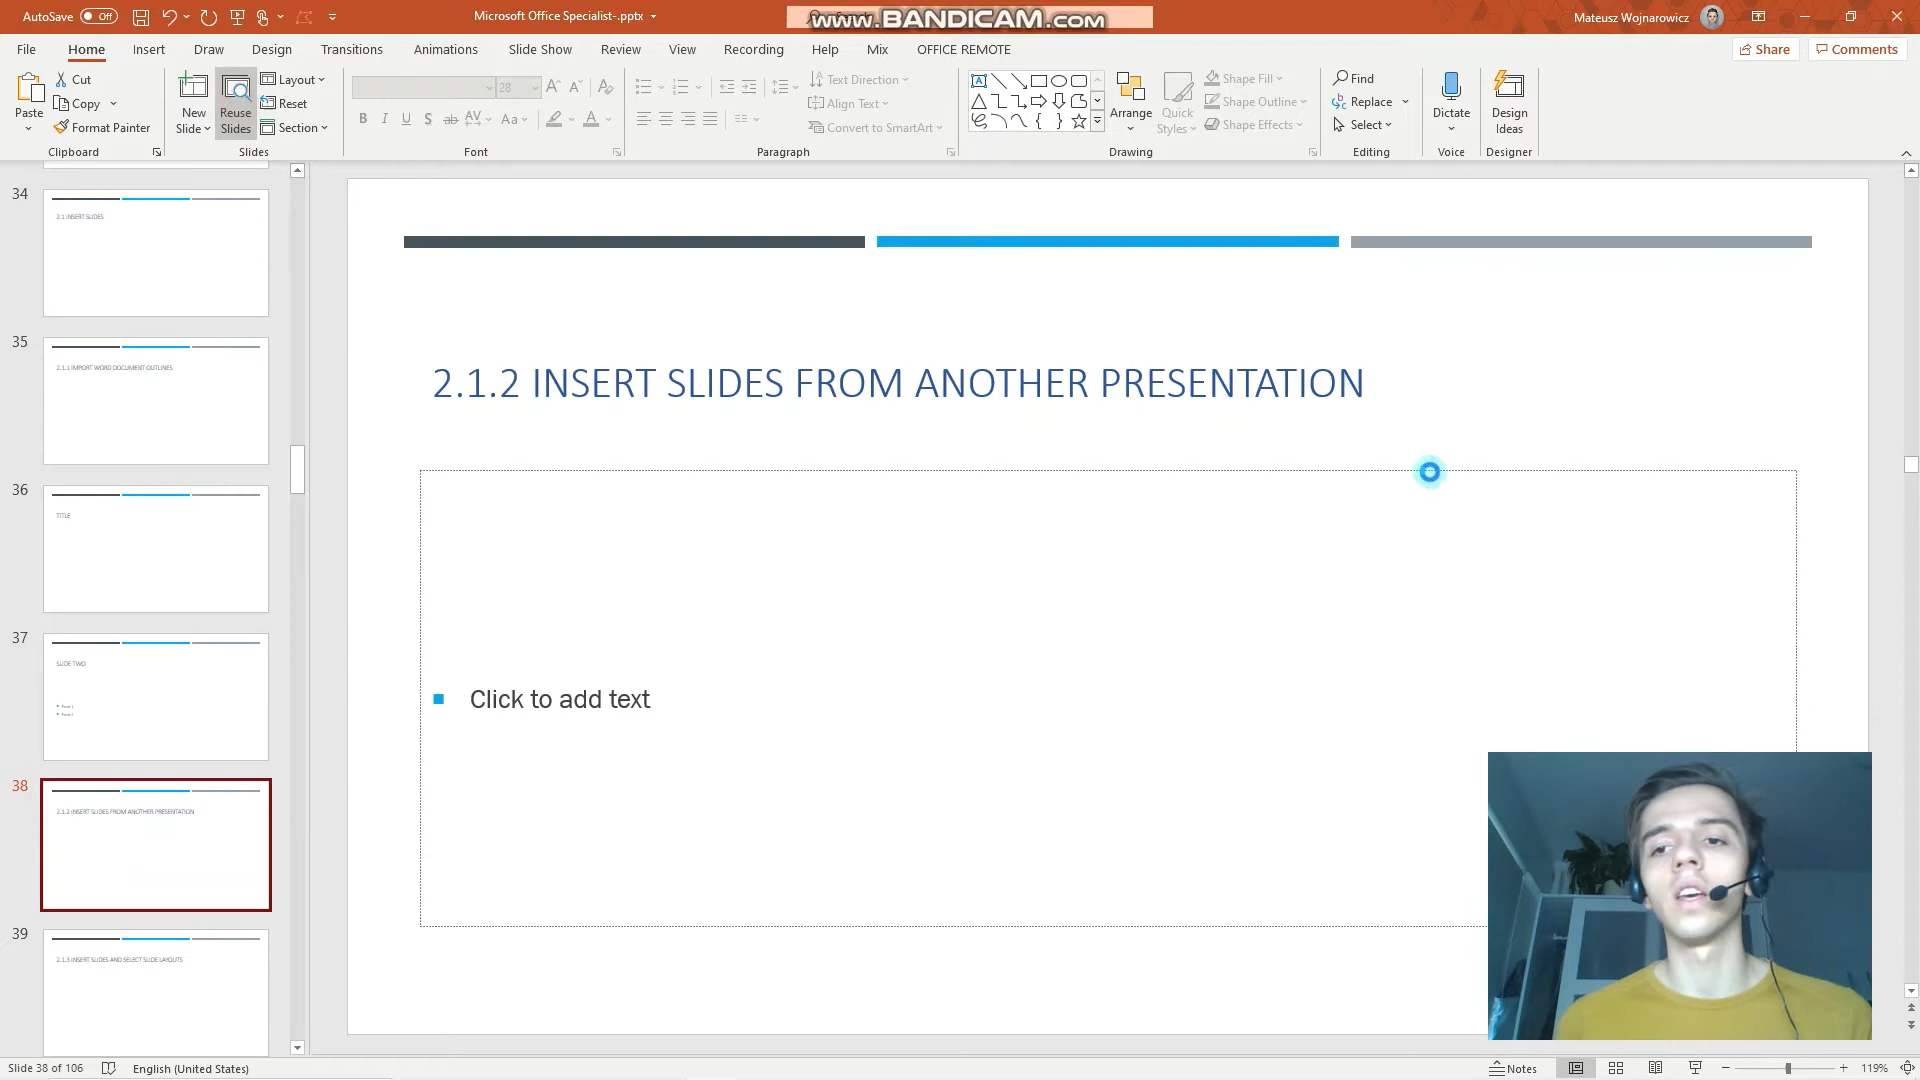 AutoSave Off Microsoft Office Specialist-.pptx www.BANDICAM.com Mateusz Wojnarowicz
File Home Insert Draw Design Transitions Animations Slide Show Review View Recording Help Mix OFFICE REMOTE Share Comments
Paste
Cut
Copy
Format Painter
Clipboard
New Slide
Reuse Slides
Layout
Reset
Section
Slides
28
Font
Text Direction
Align Text
Convert to SmartArt
Paragraph
Arrange
Quick Styles
Shape Fill
Shape Outline
Shape Effects
Drawing
Find
Replace
Select
Editing
Dictate
Voice
Design Ideas
Designer
34
2.1 INSERT SLIDES
35
2.1.1 IMPORT WORD DOCUMENT OUTLINES
36
TITLE
37
SLIDE TWO
Point 1
Point 2
38
2.1.2 INSERT SLIDES FROM ANOTHER PRESENTATION
39
2.1.3 INSERT SLIDES AND SELECT SLIDE LAYOUTS
2.1.2 INSERT SLIDES FROM ANOTHER PRESENTATION
Click to add text
Slide 38 of 106 English (United States) Notes 119%